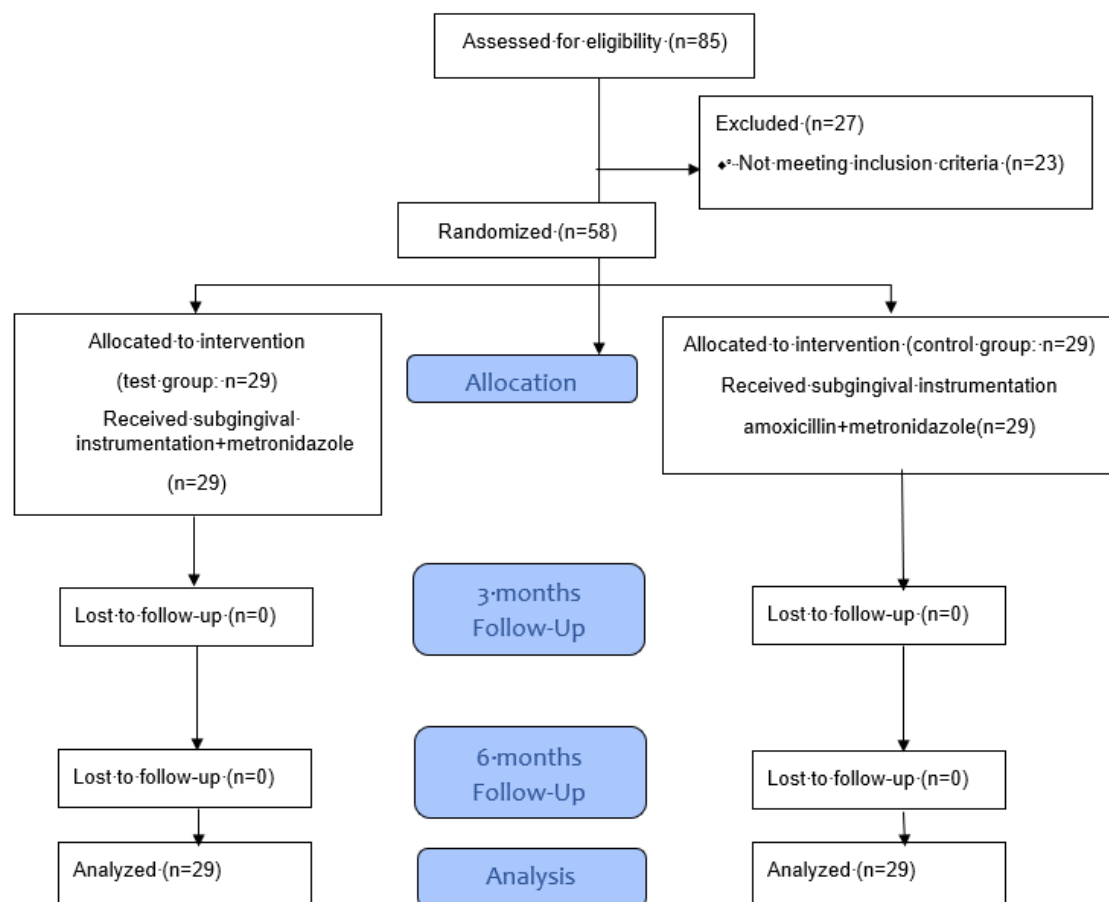 Assessed for eligibility (n=85)
Excluded (n=27)
Not meeting inclusion criteria (n=23)
Randomized (n=58)
Allocated to intervention
(test group: n=29)
Received subgingival
instrumentation+metronidazole
(n=29)
Allocation
Allocated to intervention (control group: n=29)
Received subgingival instrumentation
amoxicillin+metronidazole(n=29)
Lost to follow-up (n=0)
3-months
Follow-Up
Lost to follow-up (n=0)
Lost to follow-up (n=0)
6-months
Follow-Up
Lost to follow-up (n=0)
Analyzed (n=29)
Analysis
Analyzed (n=29)